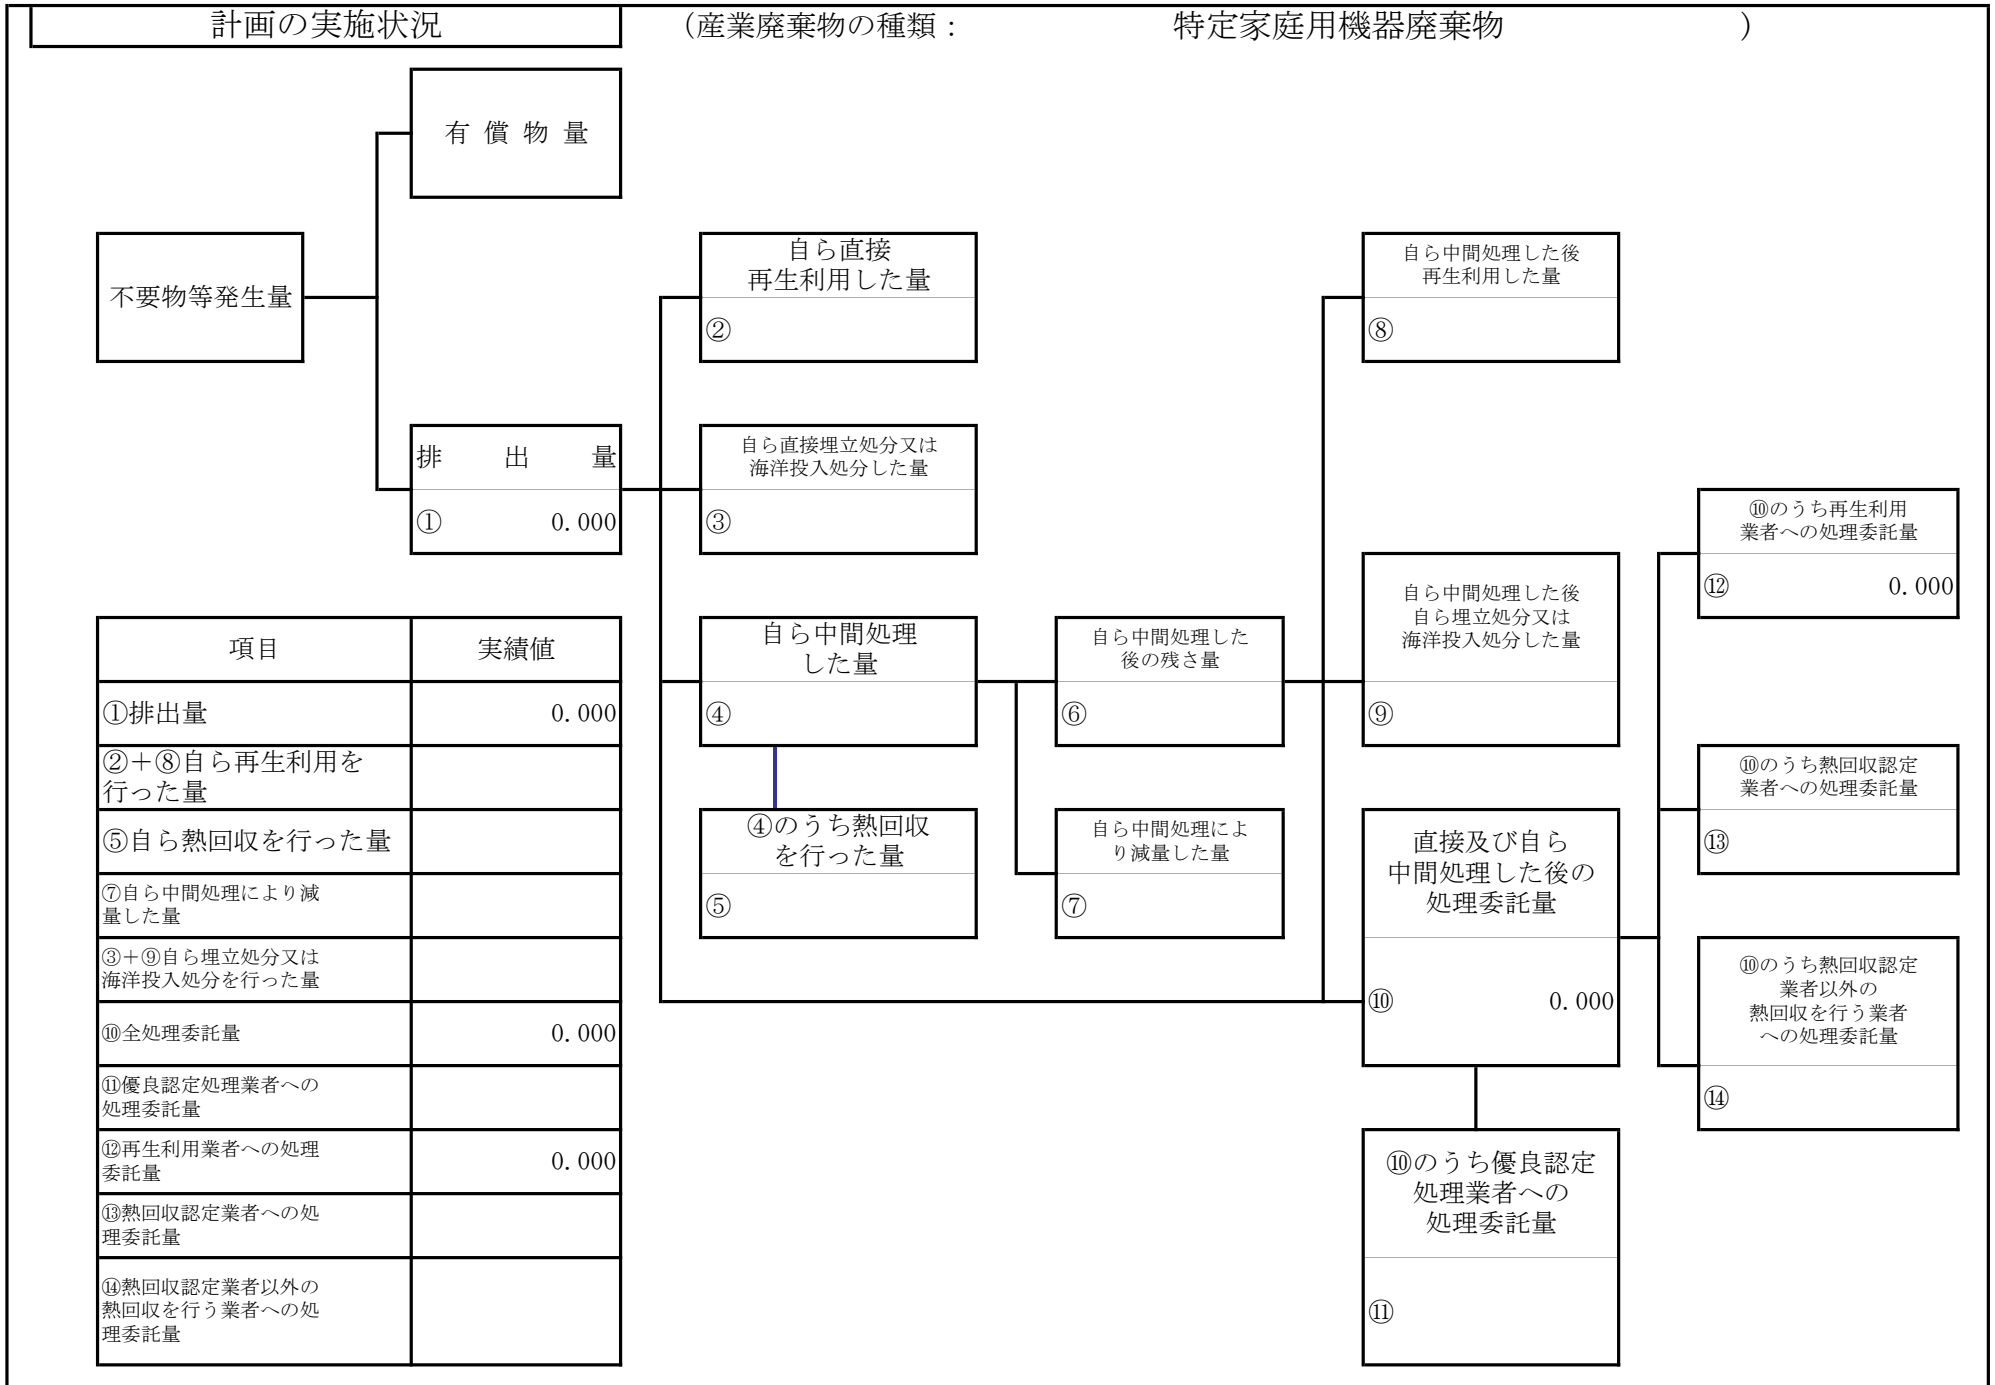 計画の実施状況
（産業廃棄物の種類： 特定家庭用機器廃棄物 ）
有償物量
不要物等発生量
排出量
① 0.000
自ら直接
再生利用した量
②
自ら直接埋立処分又は
海洋投入処分した量
③
自ら中間処理
した量
④
④のうち熱回収
を行った量
⑤
自ら中間処理した
後の残さ量
⑥
自ら中間処理によ
り減量した量
⑦
自ら中間処理した後
再生利用した量
⑧
自ら中間処理した後
自ら埋立処分又は
海洋投入処分した量
⑨
直接及び自ら
中間処理した後の
処理委託量
⑩ 0.000
⑩のうち優良認定
処理業者への
処理委託量
⑪
⑩のうち再生利用
業者への処理委託量
⑫ 0.000
⑩のうち熱回収認定
業者への処理委託量
⑬
⑩のうち熱回収認定
業者以外の
熱回収を行う業者
への処理委託量
⑭
項目 実績値
①排出量 0.000
②＋⑧自ら再生利用を
行った量
⑤自ら熱回収を行った量
⑦自ら中間処理により減
量した量
③＋⑨自ら埋立処分又は
海洋投入処分を行った量
⑩全処理委託量 0.000
⑪優良認定処理業者への
処理委託量
⑫再生利用業者への処理
委託量 0.000
⑬熱回収認定業者への処
理委託量
⑭熱回収認定業者以外の
熱回収を行う業者への処
理委託量